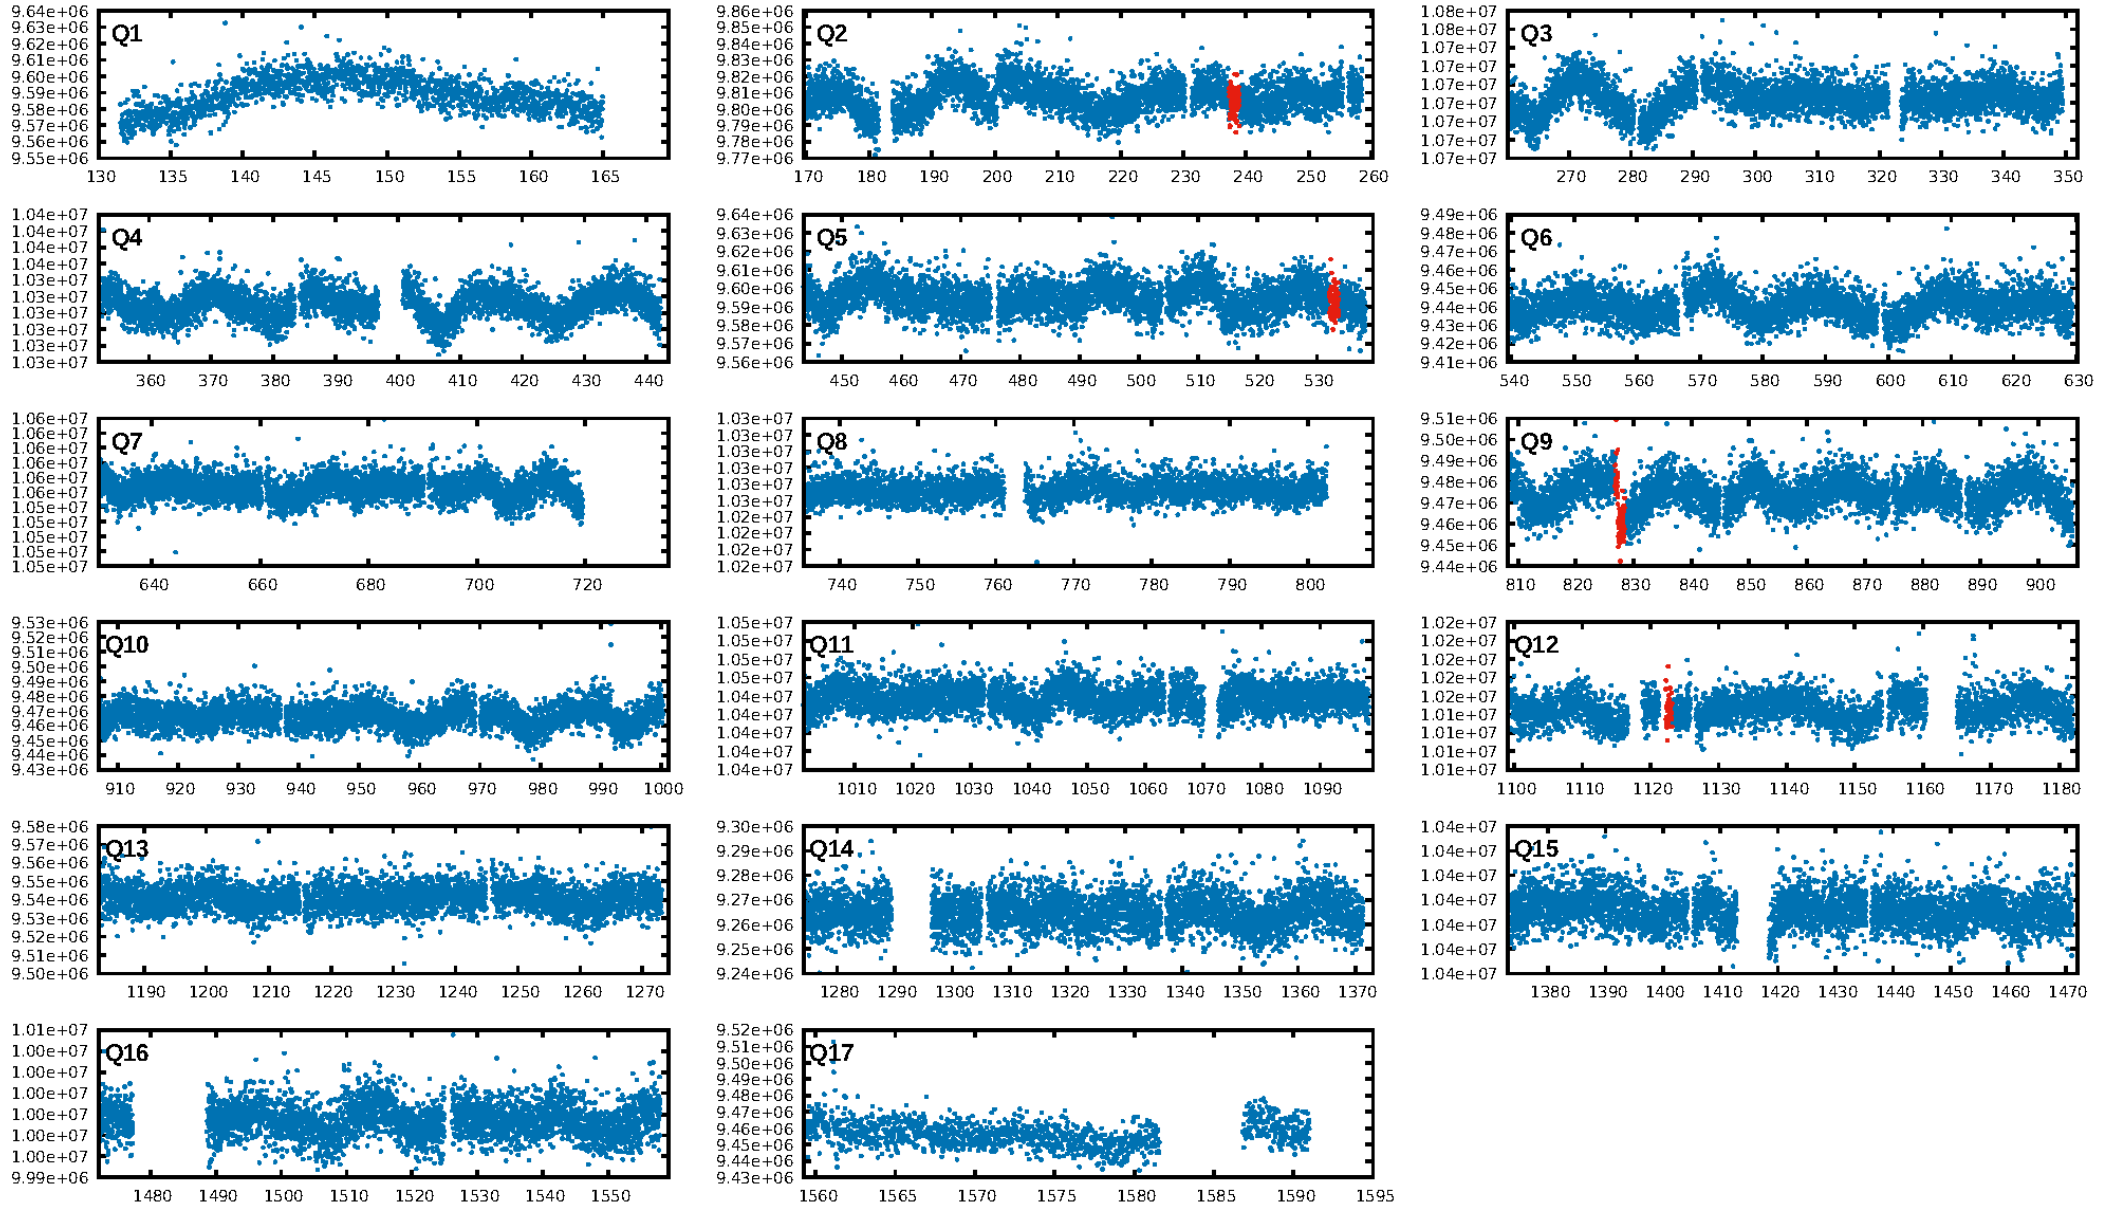 Q1
9.64e+06
9.63e+06
9.62e+06
9.61e+06
9.60e+06
9.59e+06
9.58e+06
9.57e+06
9.56e+06
9.55e+06
130 135 140 145 150 155 160 165
Q2
9.86e+06
9.85e+06
9.84e+06
9.83e+06
9.82e+06
9.81e+06
9.80e+06
9.79e+06
9.78e+06
9.77e+06
170 180 190 200 210 220 230 240 250 260
Q3
1.08e+07
1.08e+07
1.07e+07
1.07e+07
1.07e+07
1.07e+07
1.07e+07
1.07e+07
1.07e+07
270 280 290 300 310 320 330 340 350
Q4
1.04e+07
1.04e+07
1.04e+07
1.03e+07
1.03e+07
1.03e+07
1.03e+07
1.03e+07
1.03e+07
1.03e+07
360 370 380 390 400 410 420 430 440
Q5
9.64e+06
9.63e+06
9.62e+06
9.61e+06
9.60e+06
9.59e+06
9.58e+06
9.57e+06
9.56e+06
450 460 470 480 490 500 510 520 530
Q6
9.49e+06
9.48e+06
9.47e+06
9.46e+06
9.45e+06
9.44e+06
9.43e+06
9.42e+06
9.41e+06
540 550 560 570 580 590 600 610 620 630
Q7
1.06e+07
1.06e+07
1.06e+07
1.06e+07
1.06e+07
1.06e+07
1.05e+07
1.05e+07
1.05e+07
1.05e+07
1.05e+07
640 660 680 700 720
Q8
1.03e+07
1.03e+07
1.03e+07
1.03e+07
1.03e+07
1.03e+07
1.02e+07
1.02e+07
1.02e+07
1.02e+07
740 750 760 770 780 790 800
Q9
9.51e+06
9.50e+06
9.49e+06
9.48e+06
9.47e+06
9.46e+06
9.45e+06
9.44e+06
810 820 830 840 850 860 870 880 890 900
Q10
9.53e+06
9.52e+06
9.51e+06
9.50e+06
9.49e+06
9.48e+06
9.47e+06
9.46e+06
9.45e+06
9.44e+06
9.43e+06
910 920 930 940 950 960 970 980 990 1000
Q11
1.05e+07
1.05e+07
1.05e+07
1.05e+07
1.04e+07
1.04e+07
1.04e+07
1.04e+07
1.04e+07
1010 1020 1030 1040 1050 1060 1070 1080 1090
Q12
1.02e+07
1.02e+07
1.02e+07
1.02e+07
1.02e+07
1.01e+07
1.01e+07
1.01e+07
1.01e+07
1100 1110 1120 1130 1140 1150 1160 1170 1180
Q13
9.58e+06
9.57e+06
9.56e+06
9.55e+06
9.54e+06
9.53e+06
9.52e+06
9.51e+06
9.50e+06
1190 1200 1210 1220 1230 1240 1250 1260 1270
Q14
9.30e+06
9.29e+06
9.28e+06
9.27e+06
9.26e+06
9.25e+06
9.24e+06
1280 1290 1300 1310 1320 1330 1340 1350 1360 1370
Q15
1.04e+07
1.04e+07
1.04e+07
1.04e+07
1.04e+07
1.04e+07
1.04e+07
1380 1390 1400 1410 1420 1430 1440 1450 1460 1470
Q16
1.01e+07
1.00e+07
1.00e+07
1.00e+07
1.00e+07
1.00e+07
1.00e+07
9.99e+06
1480 1490 1500 1510 1520 1530 1540 1550
Q17
9.52e+06
9.51e+06
9.50e+06
9.49e+06
9.48e+06
9.47e+06
9.46e+06
9.45e+06
9.44e+06
9.43e+06
1560 1565 1570 1575 1580 1585 1590 1595